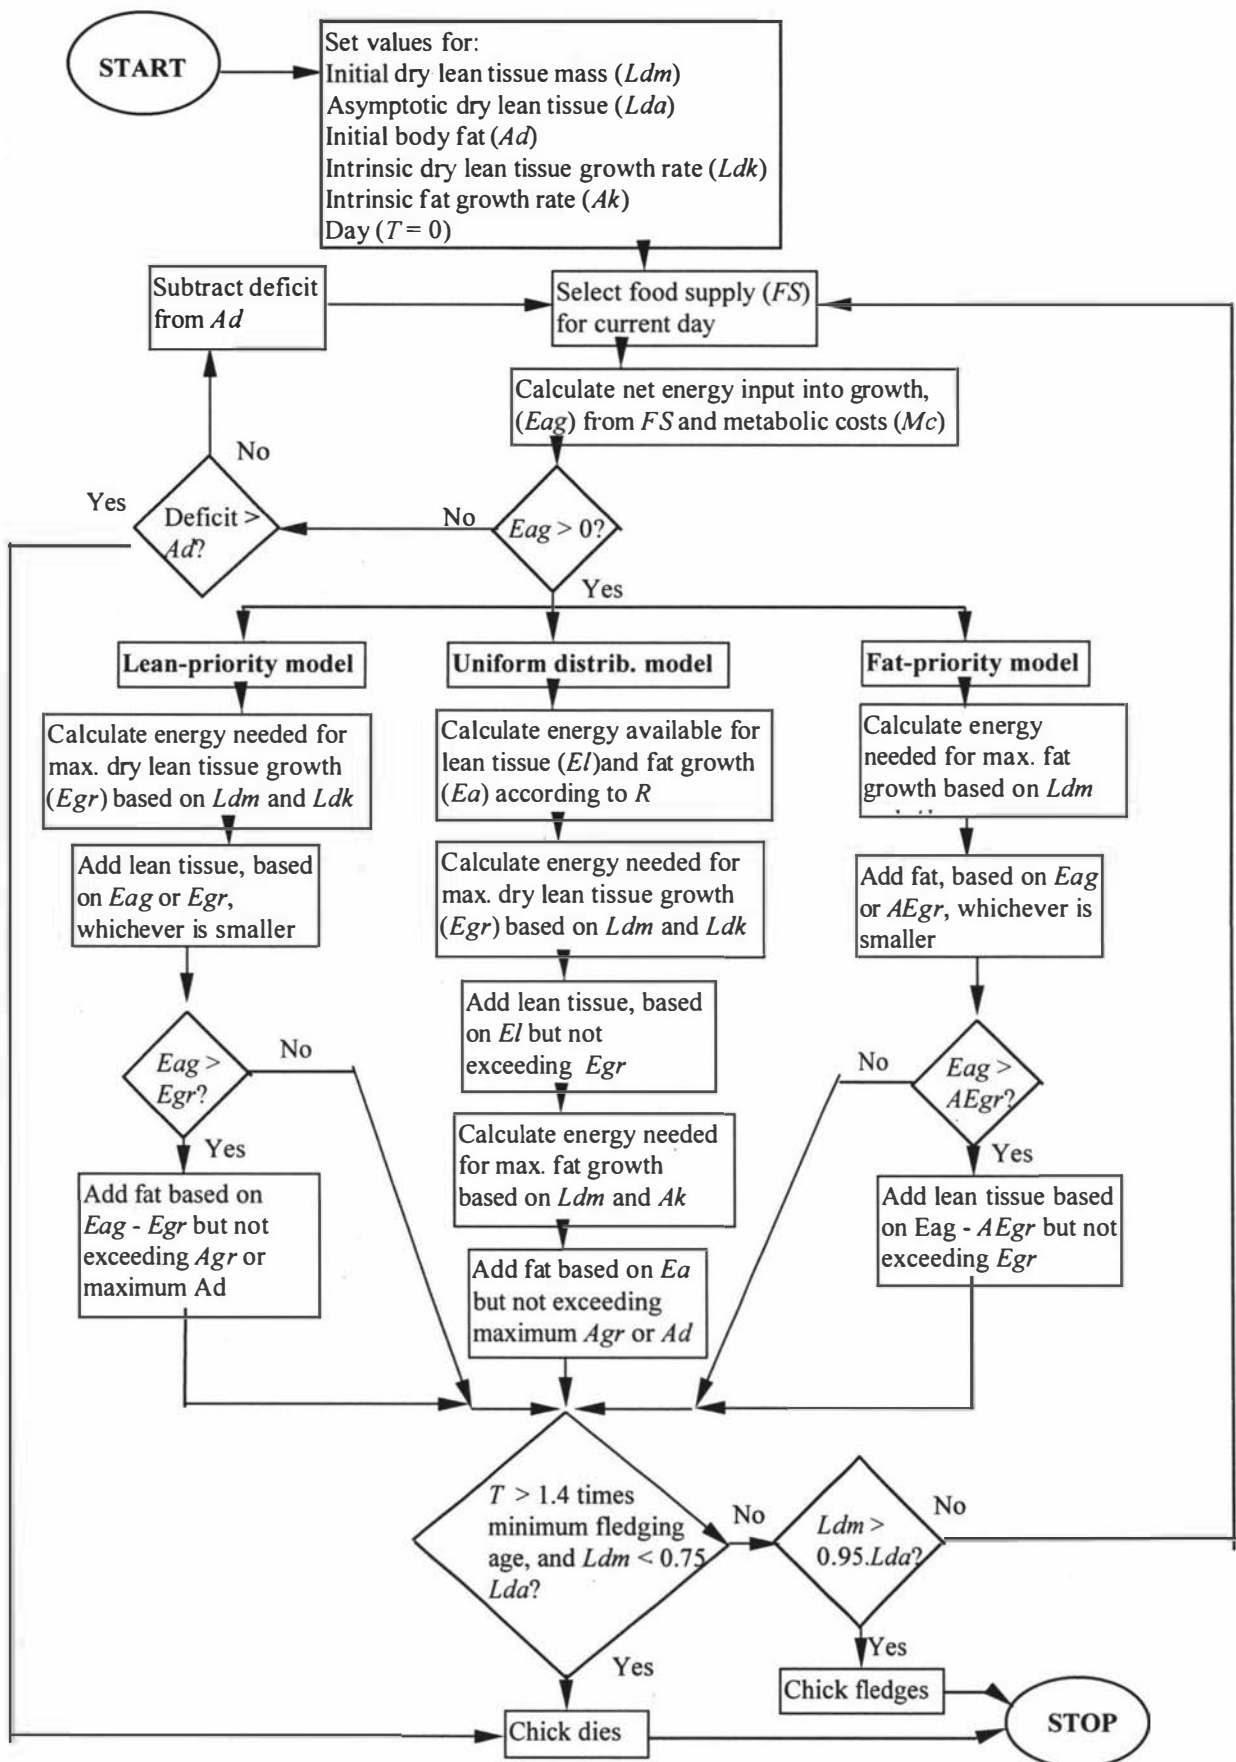 START
Set values for:
Initial dry lean tissue mass (Ldm)
Asymptotic dry lean tissue (Lda)
Initial body fat (Ad)
Intrinsic dry lean tissue growth rate (Ldk)
Intrinsic fat growth rate (Ak)
Day (T = 0)
Subtract deficit
from Ad
Select food supply (FS)
for current day
Calculate net energy input into growth,
(Eag) from FS and metabolic costs (Mc)
No
Yes
Deficit >
Ad?
No
Eag > 0?
Yes
Lean-priority model
Uniform distrib. model
Fat-priority model
Calculate energy needed for
max. dry lean tissue growth
(Egr) based on Ldm and Ldk
Add lean tissue, based
on Eag or Egr,
whichever is smaller
Eag >
Egr?
No
Yes
Add fat based on
Eag - Egr but not
exceeding Agr or
maximum Ad
Calculate energy available for
lean tissue (El)and fat growth
(Ea) according to R
Calculate energy needed for
max. dry lean tissue growth
(Egr) based on Ldm and Ldk
Add lean tissue, based
on El but not
exceeding Egr
Calculate energy needed
for max. fat growth
based on Ldm and Ak
Add fat based on Ea
but not exceeding
maximum Agr or Ad
Calculate energy
needed for max. fat
growth based on Ldm
Add fat, based on Eag
or AEgr, whichever is
smaller
No
Eag >
AEgr?
Yes
Add lean tissue based
on Eag - AEgr but not
exceeding Egr
T > 1.4 times
minimum fledging
age, and Ldm < 0.75
Lda?
No
Ldm >
0.95.Lda?
No
Yes
Yes
Chick fledges
Chick dies
STOP